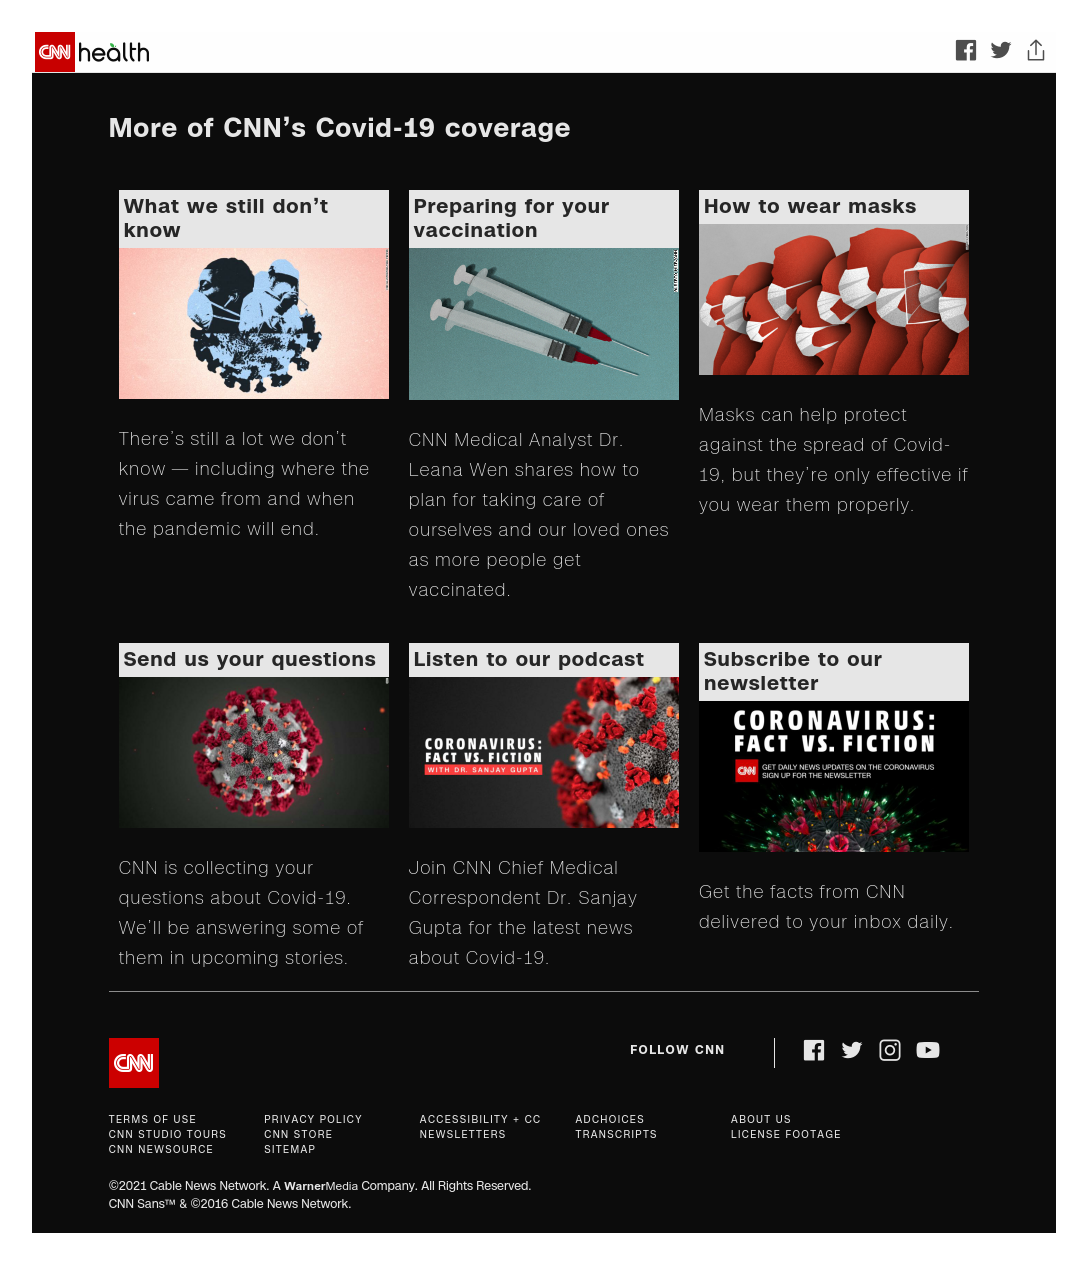 CNN health
More of CNN’s Covid-19 coverage
What we still don’t
know
There’s still a lot we don’t
know — including where the
virus came from and when
the pandemic will end.
Preparing for your
vaccination
CNN Medical Analyst Dr.
Leana Wen shares how to
plan for taking care of
ourselves and our loved ones
as more people get
vaccinated.
How to wear masks
Masks can help protect
against the spread of Covid-
19, but they’re only effective if
you wear them properly.
Send us your questions
CNN is collecting your
questions about Covid-19.
We’ll be answering some of
them in upcoming stories.
Listen to our podcast
CORONAVIRUS:
FACT VS. FICTION
WITH DR. SANJAY GUPTA
Join CNN Chief Medical
Correspondent Dr. Sanjay
Gupta for the latest news
about Covid-19.
Subscribe to our
newsletter
CORONAVIRUS:
FACT VS. FICTION
CNN
GET DAILY NEWS UPDATES ON THE CORONAVIRUS
SIGN UP FOR THE NEWSLETTER
Get the facts from CNN
delivered to your inbox daily.
CNN
FOLLOW CNN
TERMS OF USE PRIVACY POLICY ACCESSIBILITY + CC ADCHOICES ABOUT US
CNN STUDIO TOURS CNN STORE NEWSLETTERS TRANSCRIPTS LICENSE FOOTAGE
CNN NEWSOURCE SITEMAP
©2021 Cable News Network. A WarnerMedia Company. All Rights Reserved.
CNN Sans™ & ©2016 Cable News Network.